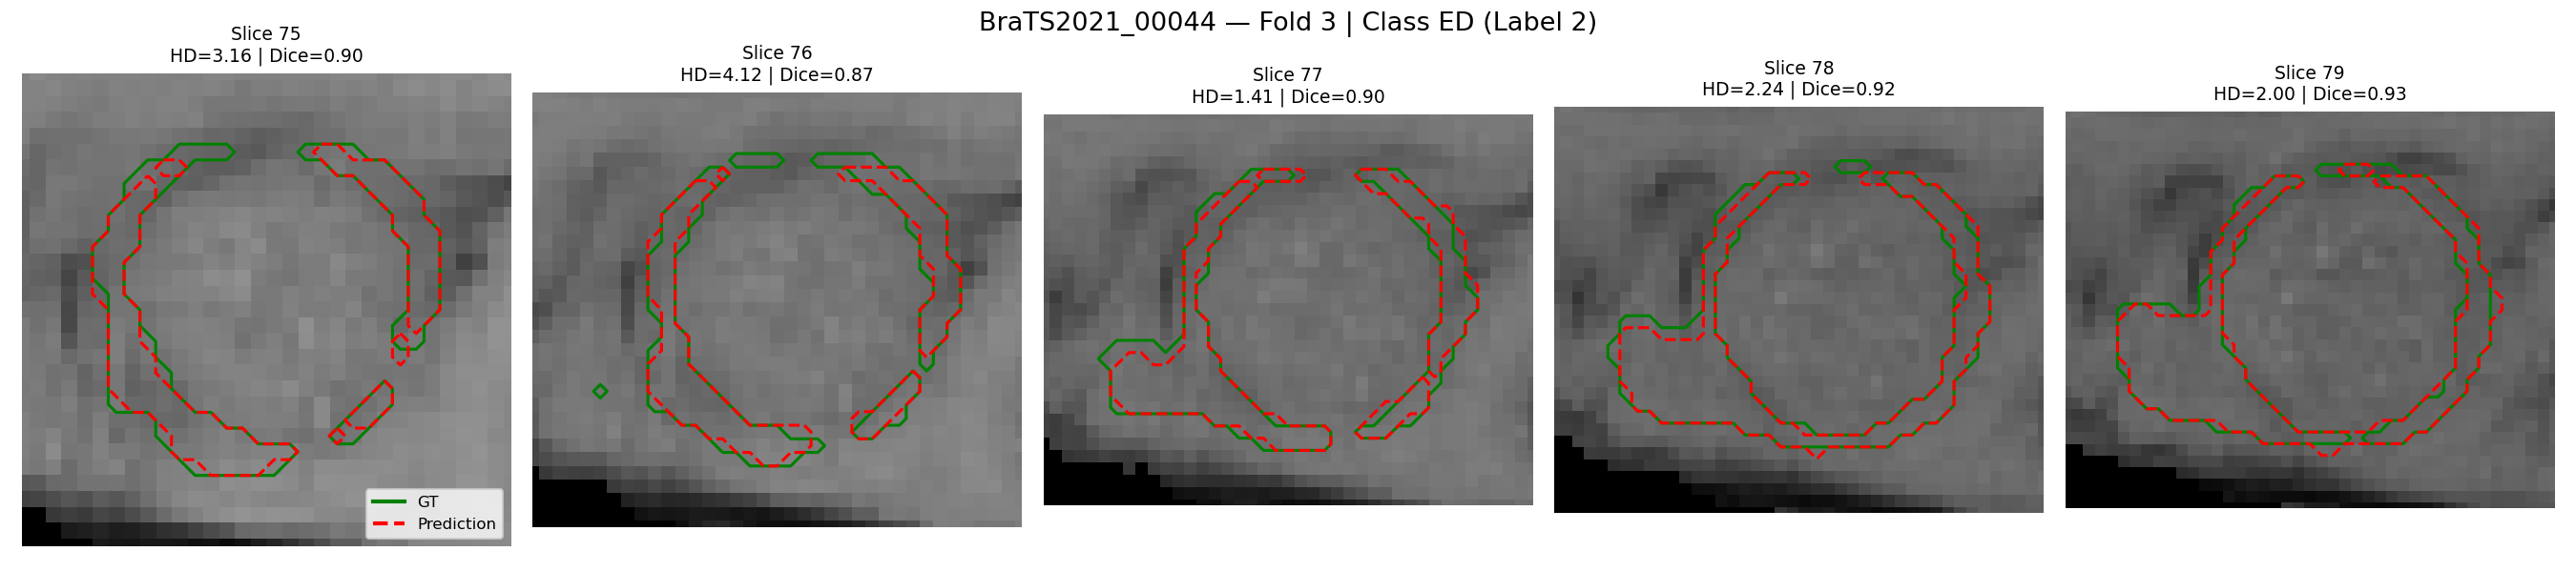 BraTS2021_00044 — Fold 3 | Class ED (Label 2)
Slice 75
HD=3.16 | Dice=0.90
Slice 76
HD=4.12 | Dice=0.87
Slice 77
HD=1.41 | Dice=0.90
Slice 78
HD=2.24 | Dice=0.92
Slice 79
HD=2.00 | Dice=0.93
GT
Prediction